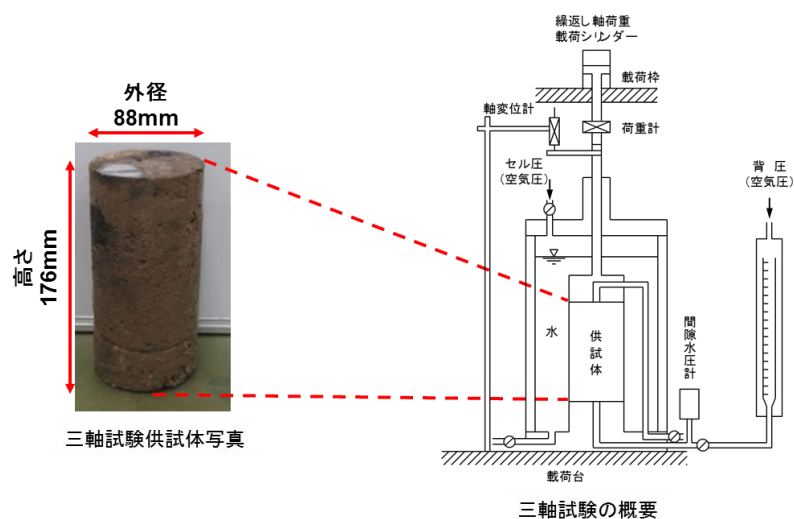 外径
88mm
高さ
176mm
三軸試験供試体写真
繰返し軸荷重
載荷シリンダー
載荷枠
軸変位計
荷重計
セル圧
(空気圧)
背 圧
(空気圧)
水
供試体
間隙水圧計
載荷台
三軸試験の概要